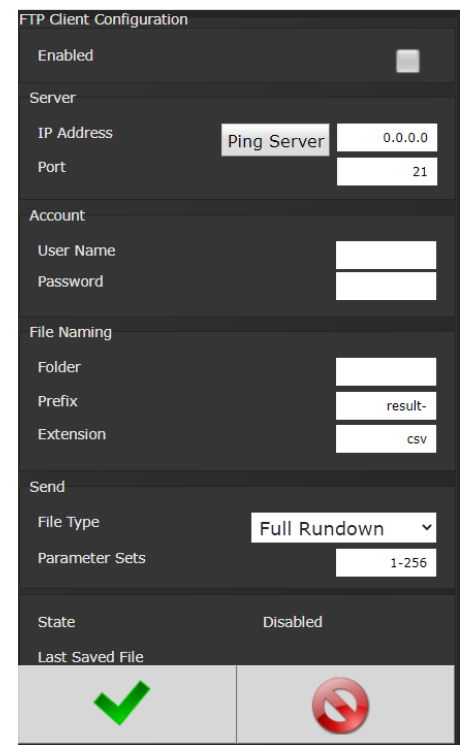 FTP Client Configuration
Enabled
Server
IP Address Ping Server 0.0.0.0
Port 21
Account
User Name
Password
File Naming
Folder
Prefix result-
Extension csv
Send
File Type Full Rundown
Parameter Sets 1-256
State Disabled
Last Saved File